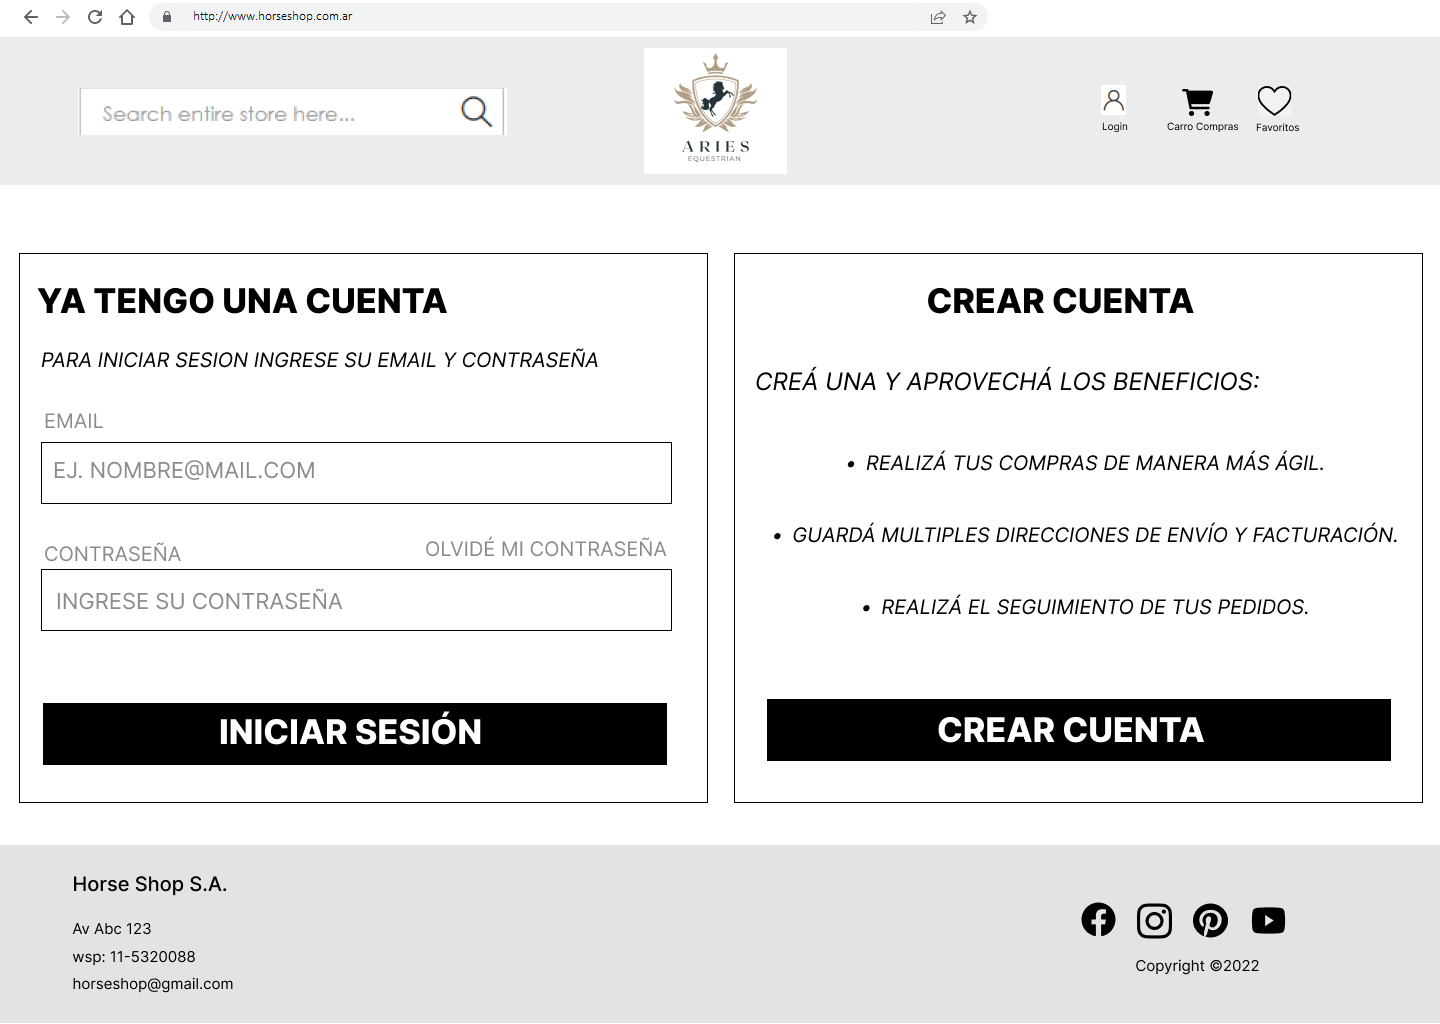 http://www.horseshop.com.ar
Search entire store here...
ARIES
EQUESTRIAN
Login
Carro Compras
Favoritos
YA TENGO UNA CUENTA
PARA INICIAR SESION INGRESE SU EMAIL Y CONTRASEÑA
EMAIL
EJ. NOMBRE@MAIL.COM
CONTRASEÑA
OLVIDÉ MI CONTRASEÑA
INGRESE SU CONTRASEÑA
INICIAR SESIÓN
CREAR CUENTA
CREÁ UNA Y APROVECHÁ LOS BENEFICIOS:
• REALIZÁ TUS COMPRAS DE MANERA MÁS ÁGIL.
• GUARDÁ MULTIPLES DIRECCIONES DE ENVÍO Y FACTURACIÓN.
• REALIZÁ EL SEGUIMIENTO DE TUS PEDIDOS.
CREAR CUENTA
Horse Shop S.A.
Av Abc 123
wsp: 11-5320088
horseshop@gmail.com
Copyright ©2022